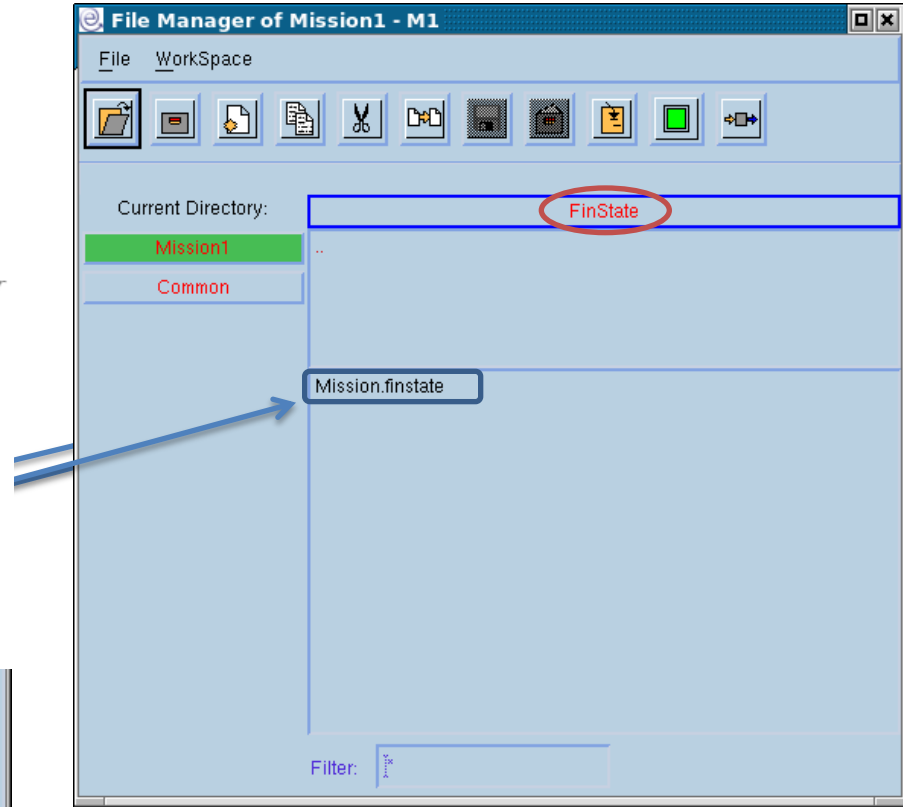 File Manager of Mission1 - M1
File WorkSpace
Current Directory:
FinState
Mission1
..
Common
Mission.finstate
Filter:
*